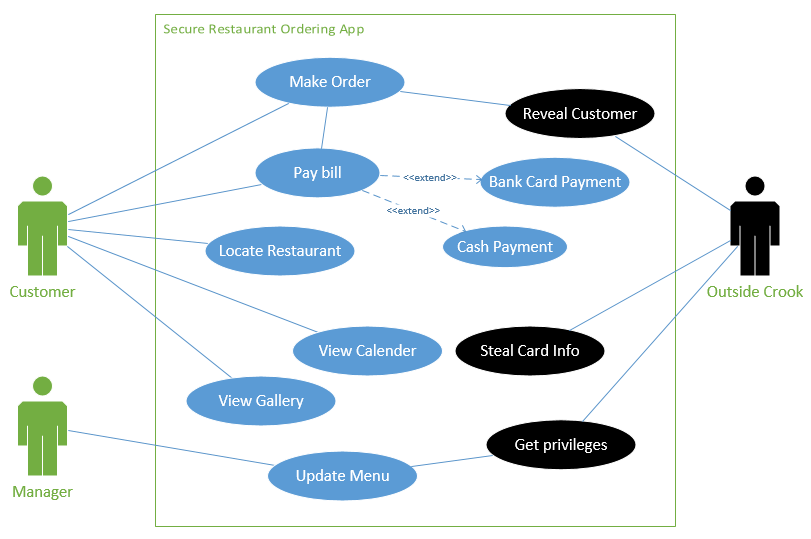 Secure Restaurant Ordering App
Make Order
Reveal Customer
Pay bill
<<extend>>
Bank Card Payment
<<extend>>
Cash Payment
Locate Restaurant
Customer
Outside Crook
View Calender
Steal Card Info
View Gallery
Get privileges
Update Menu
Manager